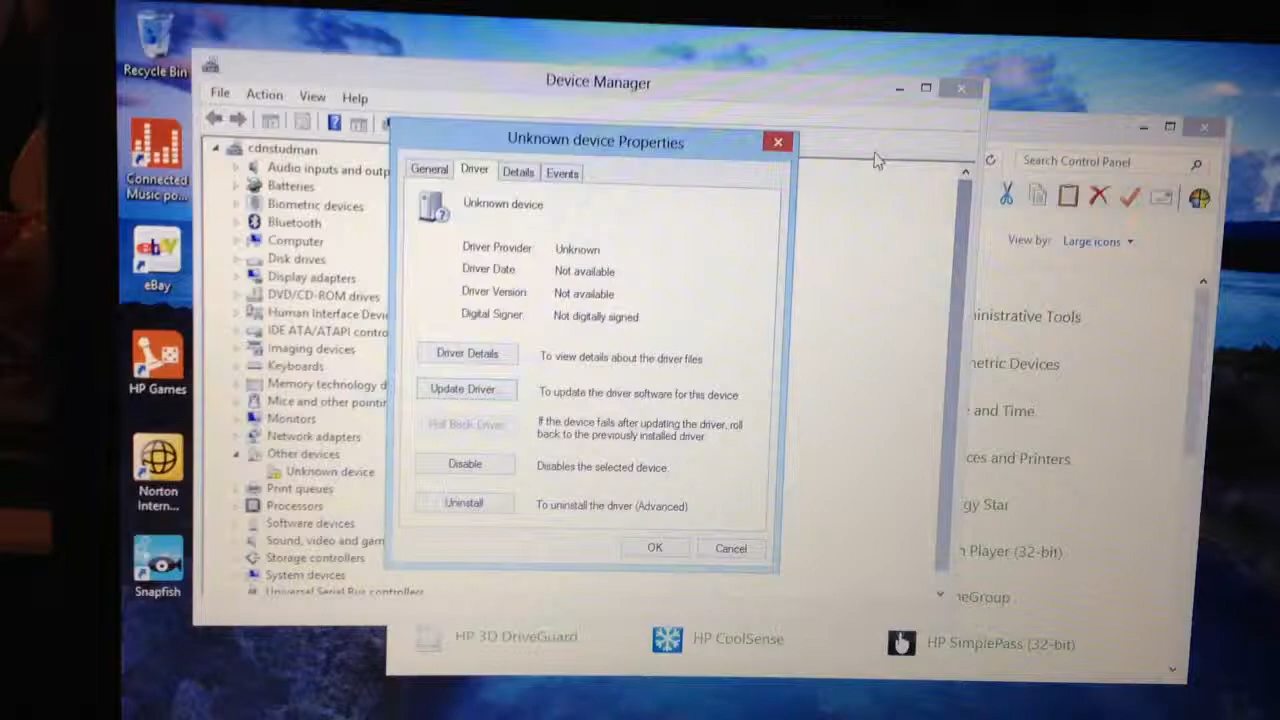 Recycle Bin
Connected
Music po...
eBay
HP Games
Norton
Intern...
Snapfish
Device Manager
File Action View Help
cdnstudman
Audio inputs and outp
Batteries
Biometric devices
Bluetooth
Computer
Disk drives
Display adapters
DVD/CD-ROM drives
Human Interface Devi
IDE ATA/ATAPI contro
Imaging devices
Keyboards
Memory technology d
Mice and other pointin
Monitors
Network adapters
Other devices
Unknown device
Print queues
Processors
Software devices
Sound, video and gam
Storage controllers
System devices
Universal Serial Bus controllers
Unknown device Properties
General Driver Details Events
Unknown device
Driver Provider: Unknown
Driver Date: Not available
Driver Version: Not available
Digital Signer: Not digitally signed
Driver Details To view details about the driver files
Update Driver... To update the driver software for this device
Roll Back Driver If the device fails after updating the driver, roll
back to the previously installed driver.
Disable Disables the selected device.
Uninstall To uninstall the driver (Advanced)
OK Cancel
Search Control Panel
View by: Large icons
inistrative Tools
netric Devices
and Time
ces and Printers
gy Star
Player (32-bit)
eGroup
HP 3D DriveGuard
HP CoolSense
HP SimplePass (32-bit)